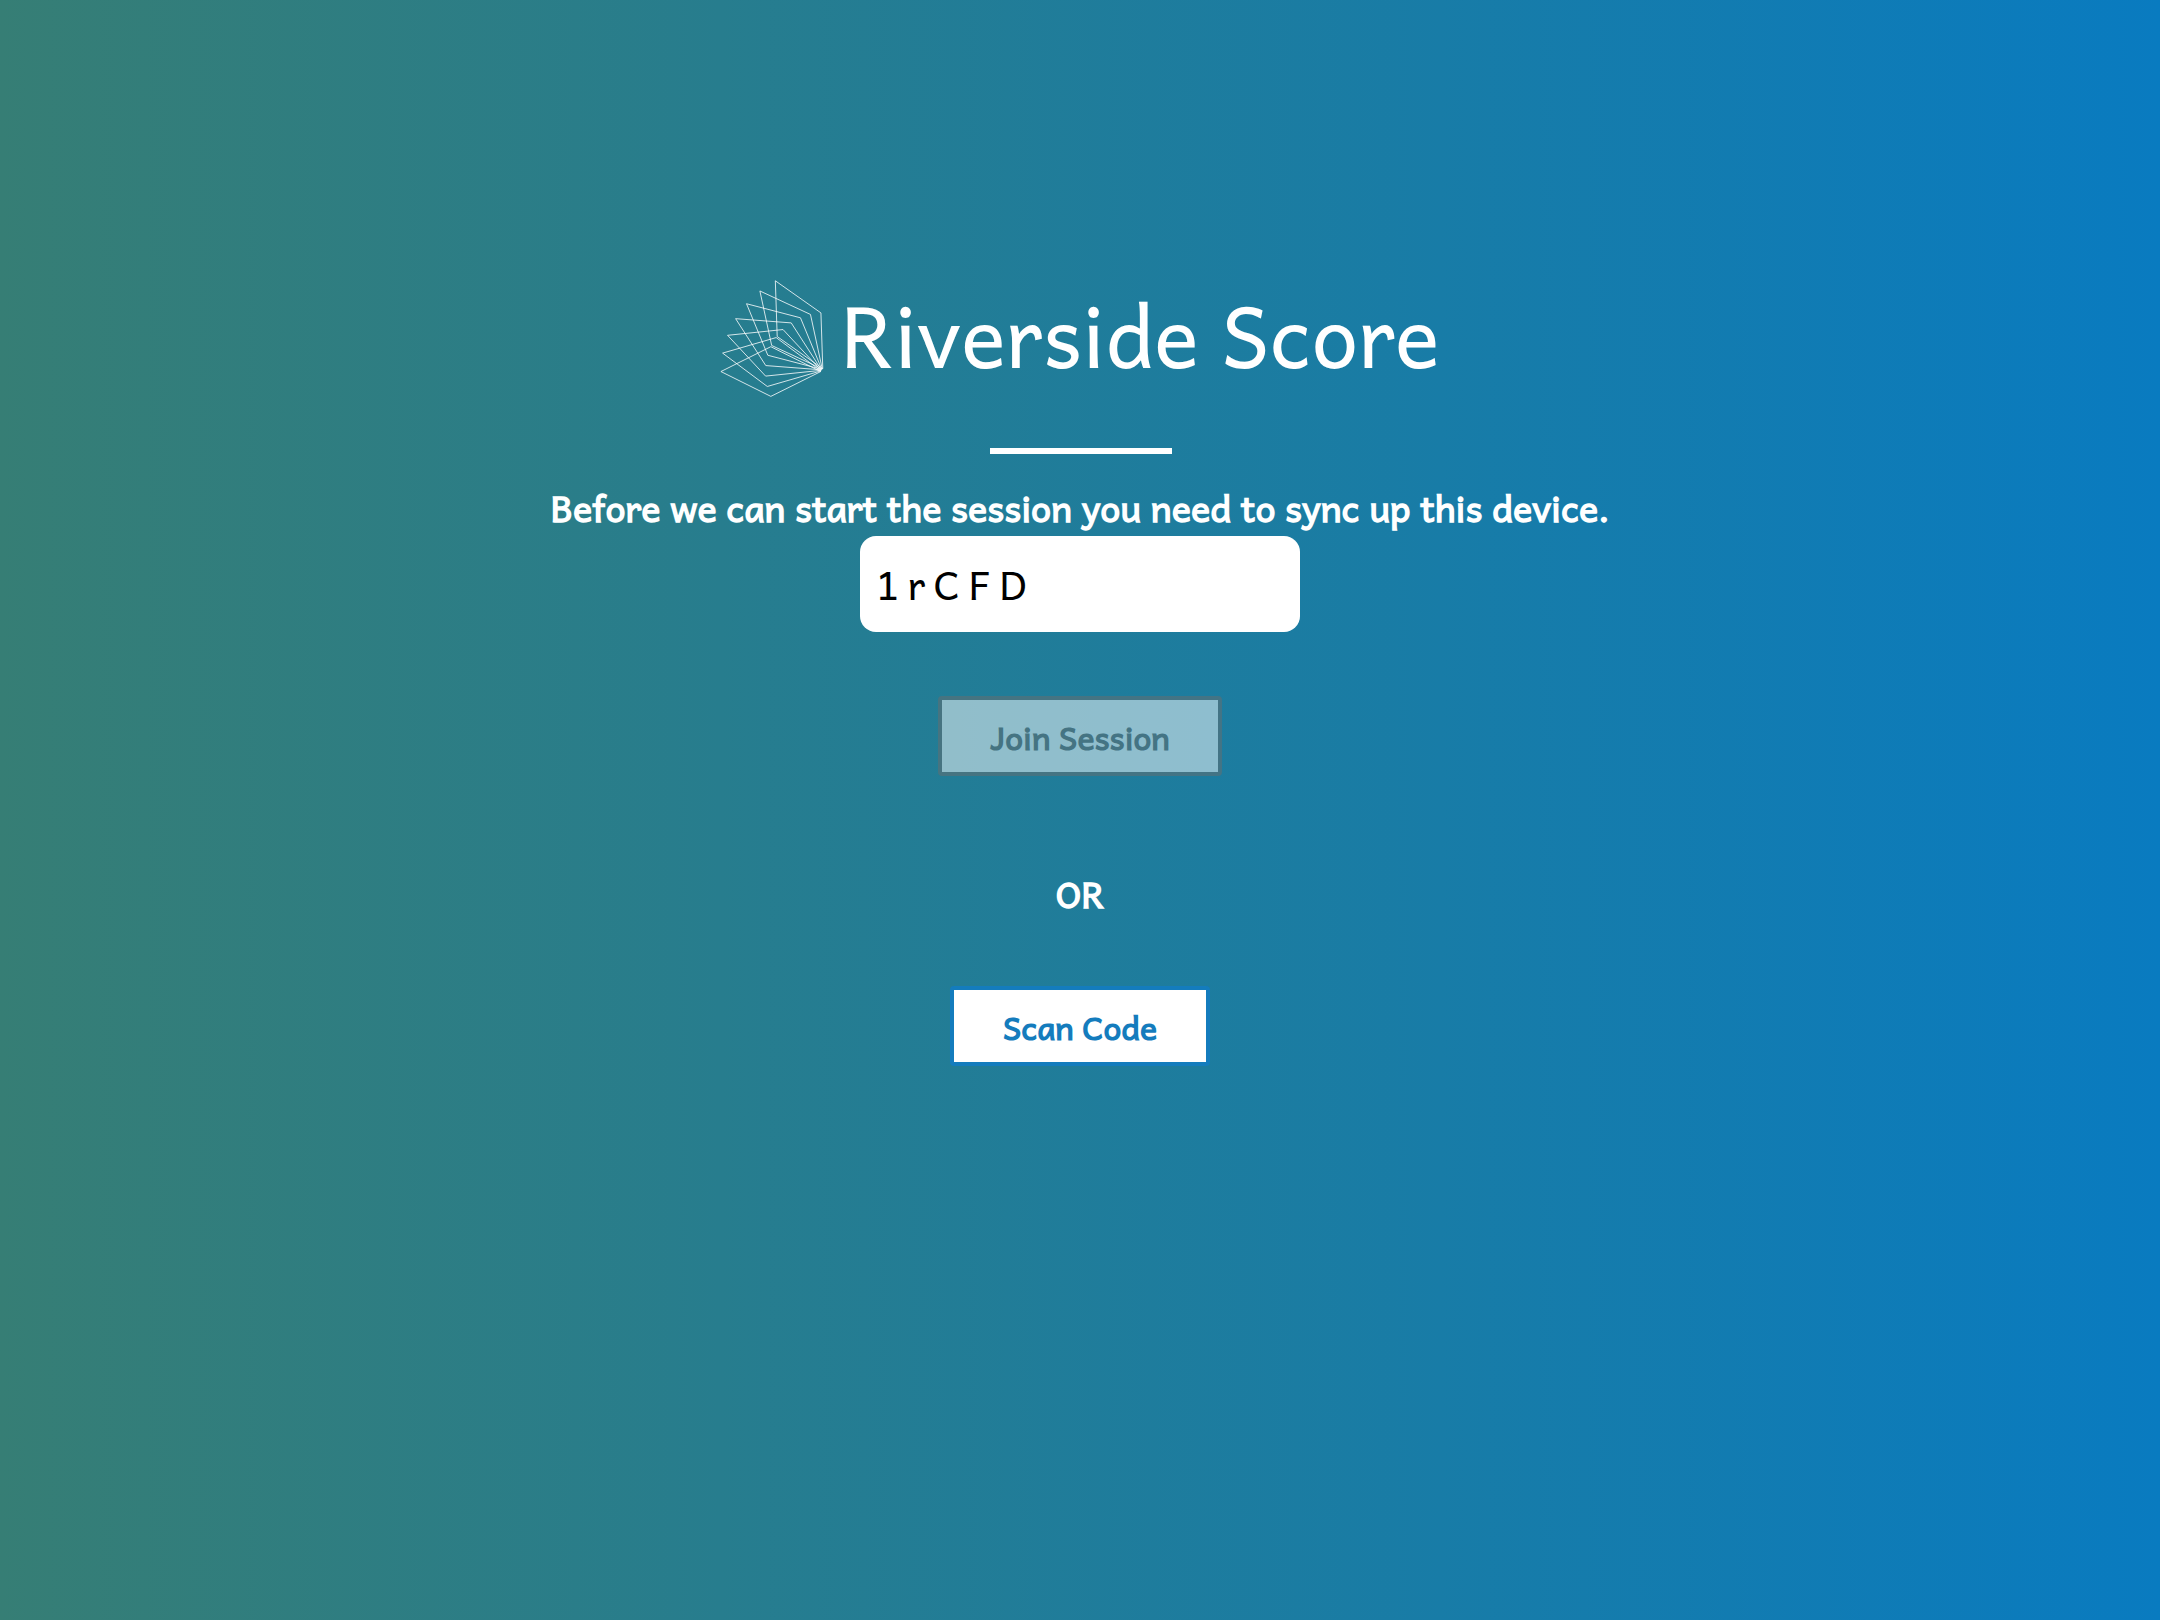 Riverside Score
Before we can start the session you need to sync up this device.
1rCFD
Join Session
OR
Scan Code